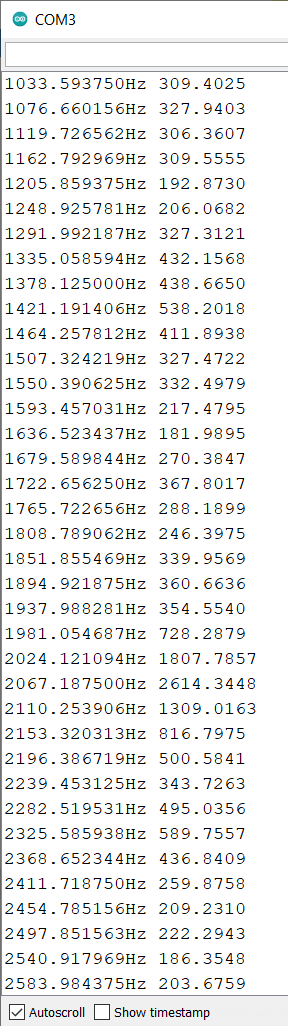 COM3
1033.593750Hz 309.4025
1076.660156Hz 327.9403
1119.726562Hz 306.3607
1162.792969Hz 309.5555
1205.859375Hz 192.8730
1248.925781Hz 206.0682
1291.992187Hz 327.3121
1335.058594Hz 432.1568
1378.125000Hz 438.6650
1421.191406Hz 538.2018
1464.257812Hz 411.8938
1507.324219Hz 327.4722
1550.390625Hz 332.4979
1593.457031Hz 217.4795
1636.523437Hz 181.9895
1679.589844Hz 270.3847
1722.656250Hz 367.8017
1765.722656Hz 288.1899
1808.789062Hz 246.3975
1851.855469Hz 339.9569
1894.921875Hz 360.6636
1937.988281Hz 354.5540
1981.054687Hz 728.2879
2024.121094Hz 1807.7857
2067.187500Hz 2614.3448
2110.253906Hz 1309.0163
2153.320313Hz 816.7975
2196.386719Hz 500.5841
2239.453125Hz 343.7263
2282.519531Hz 495.0356
2325.585938Hz 589.7557
2368.652344Hz 436.8409
2411.718750Hz 259.8758
2454.785156Hz 209.2310
2497.851563Hz 222.2943
2540.917969Hz 186.3548
2583.984375Hz 203.6759
Autoscroll Show timestamp